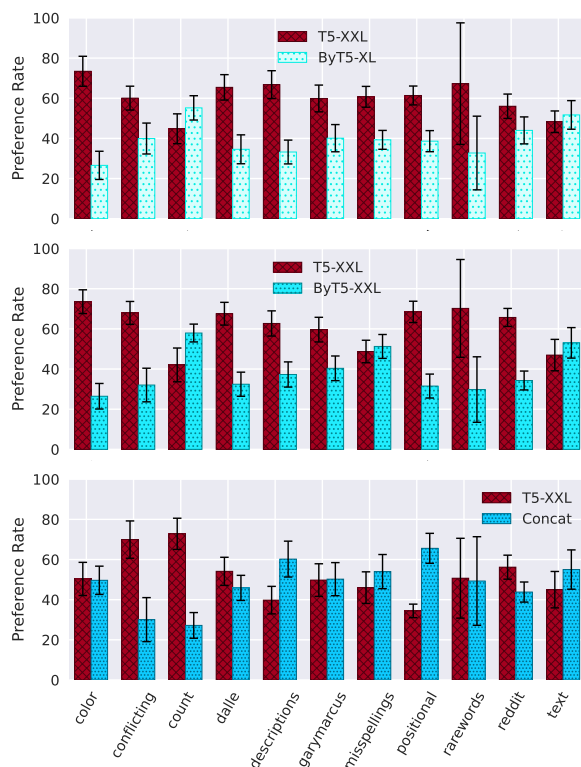 100
80
60
40
20
0
Preference Rate
T5-XXL
ByT5-XL
100
80
60
40
20
0
Preference Rate
T5-XXL
ByT5-XXL
100
80
60
40
20
0
Preference Rate
T5-XXL
Concat
color
conflicting
count
dalle
descriptions
garymarcus
misspellings
positional
rarewords
reddit
text